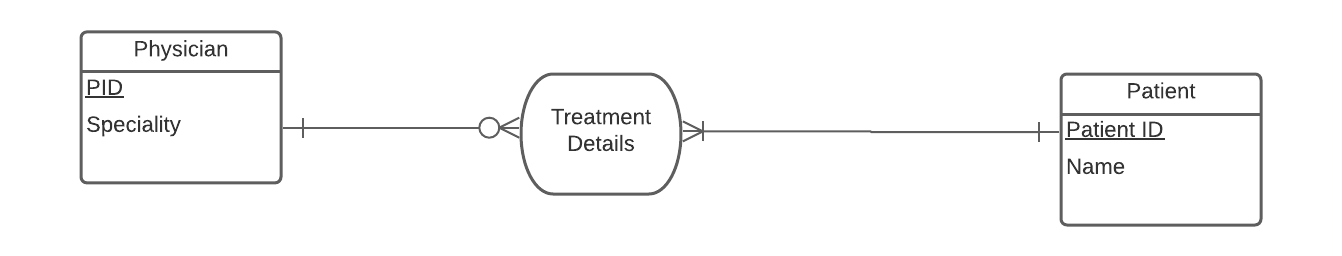 Physician
PID
Speciality
Treatment
Details
Patient
Patient ID
Name